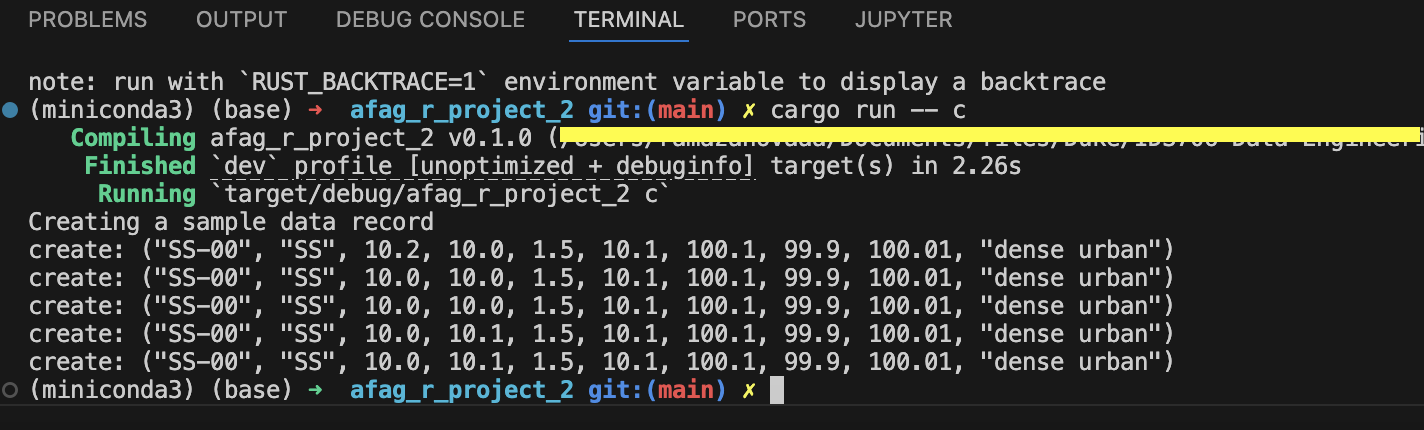 PROBLEMS OUTPUT DEBUG CONSOLE TERMINAL PORTS JUPYTER
note: run with `RUST_BACKTRACE=1` environment variable to display a backtrace
(miniconda3) (base) ➜ afag_r_project_2 git:(main) ✗ cargo run -- c
Compiling afag_r_project_2 v0.1.0 (
Finished `dev` profile [unoptimized + debuginfo] target(s) in 2.26s
Running `target/debug/afag_r_project_2 c`
Creating a sample data record
create: ("SS-00", "SS", 10.2, 10.0, 1.5, 10.1, 100.1, 99.9, 100.01, "dense urban")
create: ("SS-00", "SS", 10.0, 10.0, 1.5, 10.1, 100.1, 99.9, 100.01, "dense urban")
create: ("SS-00", "SS", 10.0, 10.0, 1.5, 10.1, 100.1, 99.9, 100.01, "dense urban")
create: ("SS-00", "SS", 10.0, 10.1, 1.5, 10.1, 100.1, 99.9, 100.01, "dense urban")
create: ("SS-00", "SS", 10.0, 10.1, 1.5, 10.1, 100.1, 99.9, 100.01, "dense urban")
(miniconda3) (base) ➜ afag_r_project_2 git:(main) ✗